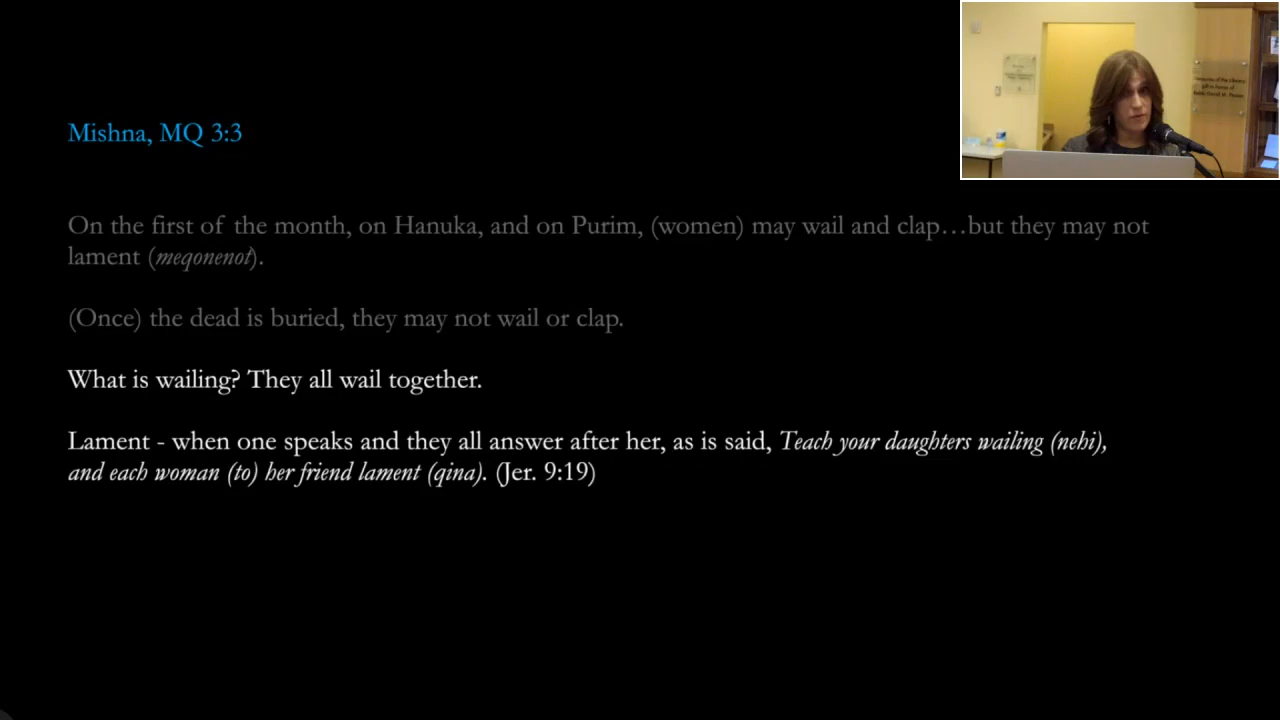 Mishna, MQ 3:3
On the first of the month, on Hanuka, and on Purim, (women) may wail and clap…but they may not
lament (meqonenot).
(Once) the dead is buried, they may not wail or clap.
What is wailing? They all wail together.
Lament - when one speaks and they all answer after her, as is said, Teach your daughters wailing (nehi),
and each woman (to) her friend lament (qina). (Jer. 9:19)